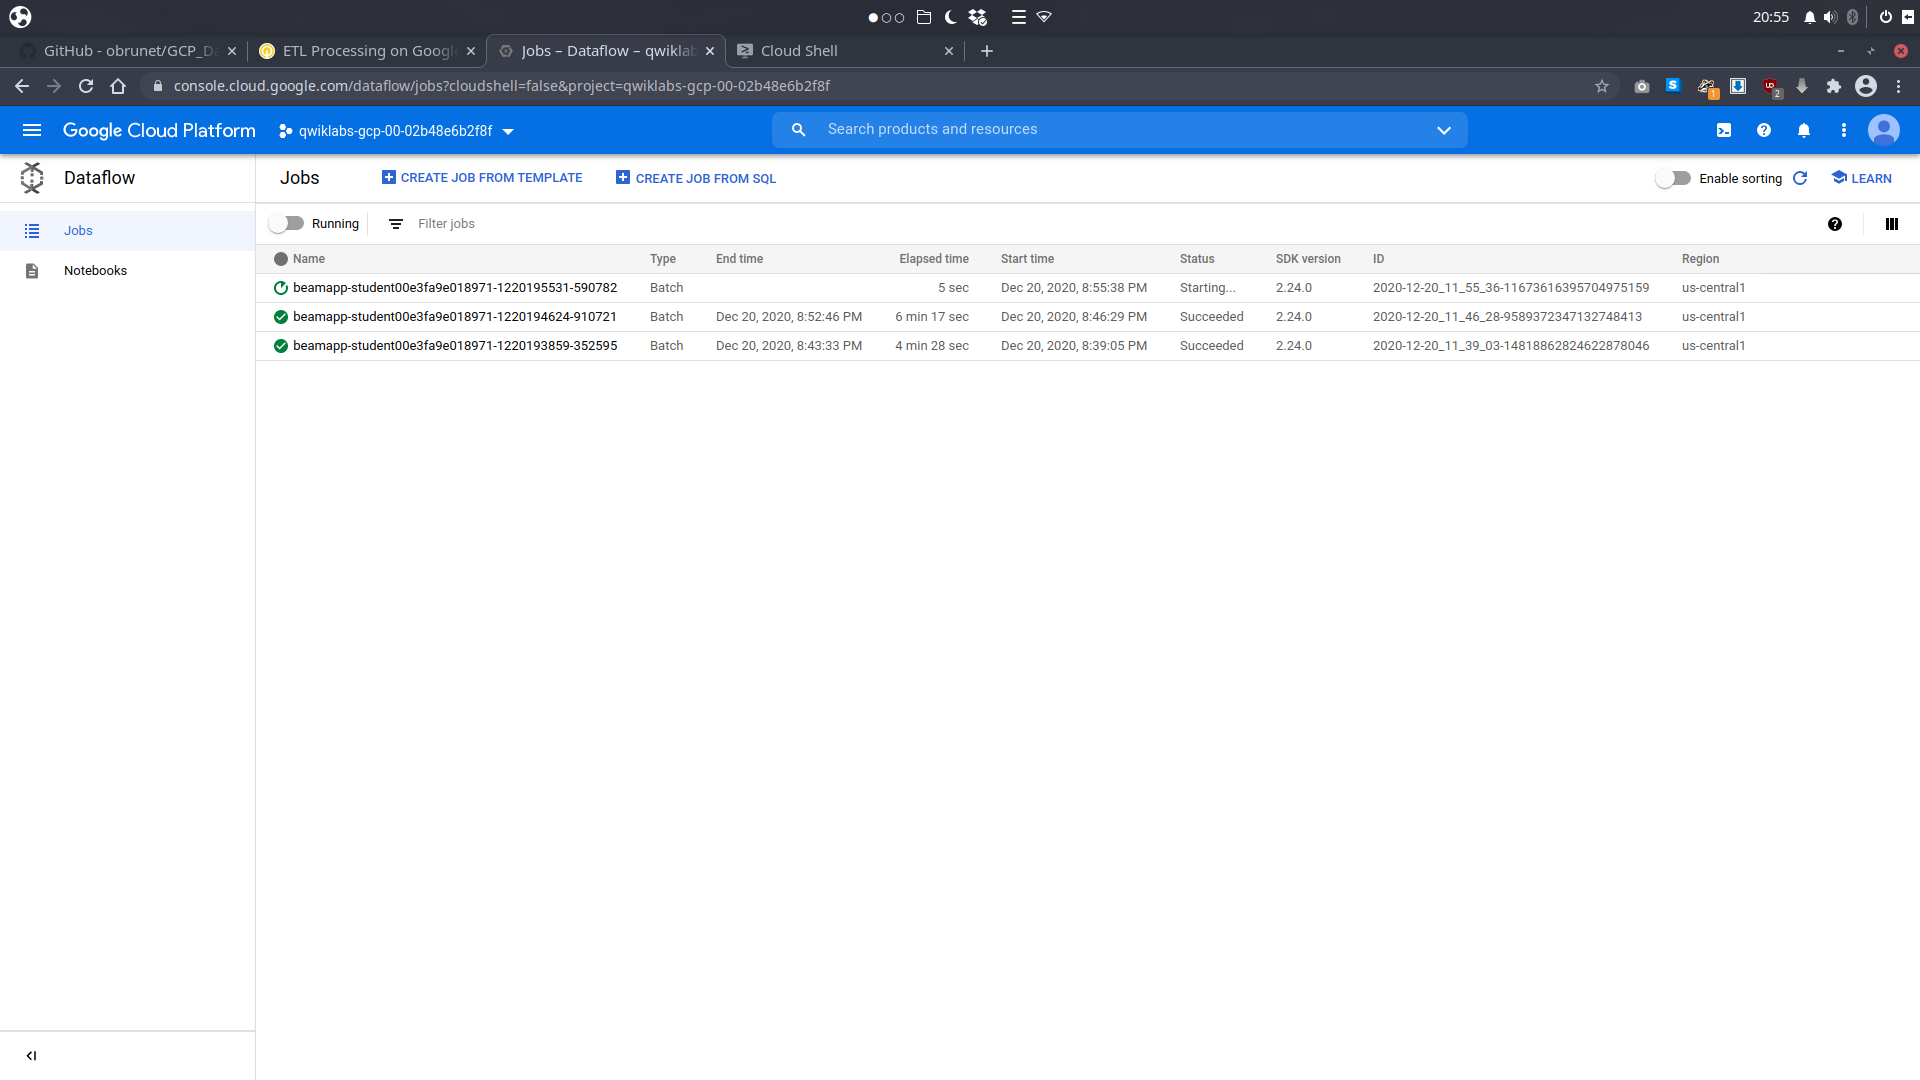 20:55
GitHub - obrunet/GCP_Da
ETL Processing on Google
Jobs – Dataflow – qwiklab
Cloud Shell
console.cloud.google.com/dataflow/jobs?cloudshell=false&project=qwiklabs-gcp-00-02b48e6b2f8f
S
1
UD
2
Google Cloud Platform
qwiklabs-gcp-00-02b48e6b2f8f
Search products and resources
Dataflow
Jobs
CREATE JOB FROM TEMPLATE
CREATE JOB FROM SQL
Enable sorting
LEARN
Jobs
Notebooks
Running
Filter jobs
Name Type End time Elapsed time Start time Status SDK version ID Region
beamapp-student00e3fa9e018971-1220195531-590782 Batch 5 sec Dec 20, 2020, 8:55:38 PM Starting... 2.24.0 2020-12-20_11_55_36-11673616395704975159 us-central1
beamapp-student00e3fa9e018971-1220194624-910721 Batch Dec 20, 2020, 8:52:46 PM 6 min 17 sec Dec 20, 2020, 8:46:29 PM Succeeded 2.24.0 2020-12-20_11_46_28-9589372347132748413 us-central1
beamapp-student00e3fa9e018971-1220193859-352595 Batch Dec 20, 2020, 8:43:33 PM 4 min 28 sec Dec 20, 2020, 8:39:05 PM Succeeded 2.24.0 2020-12-20_11_39_03-14818862824622878046 us-central1